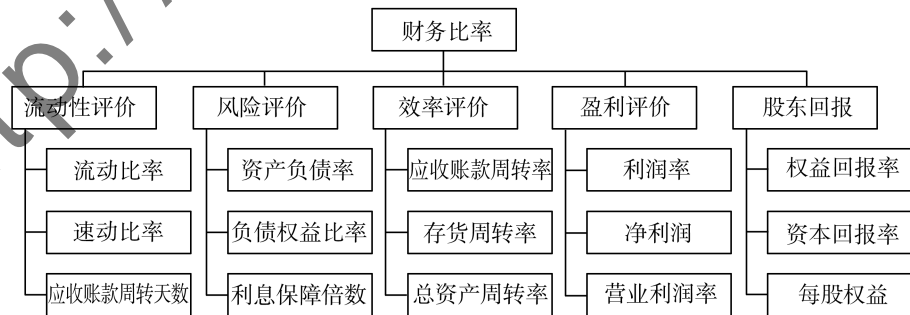 财务比率
流动性评价
风险评价
效率评价
盈利评价
股东回报
流动比率
资产负债率
应收账款周转率
利润率
权益回报率
速动比率
负债权益比率
存货周转率
净利润
资本回报率
应收账款周转天数
利息保障倍数
总资产周转率
营业利润率
每股权益
tp:/